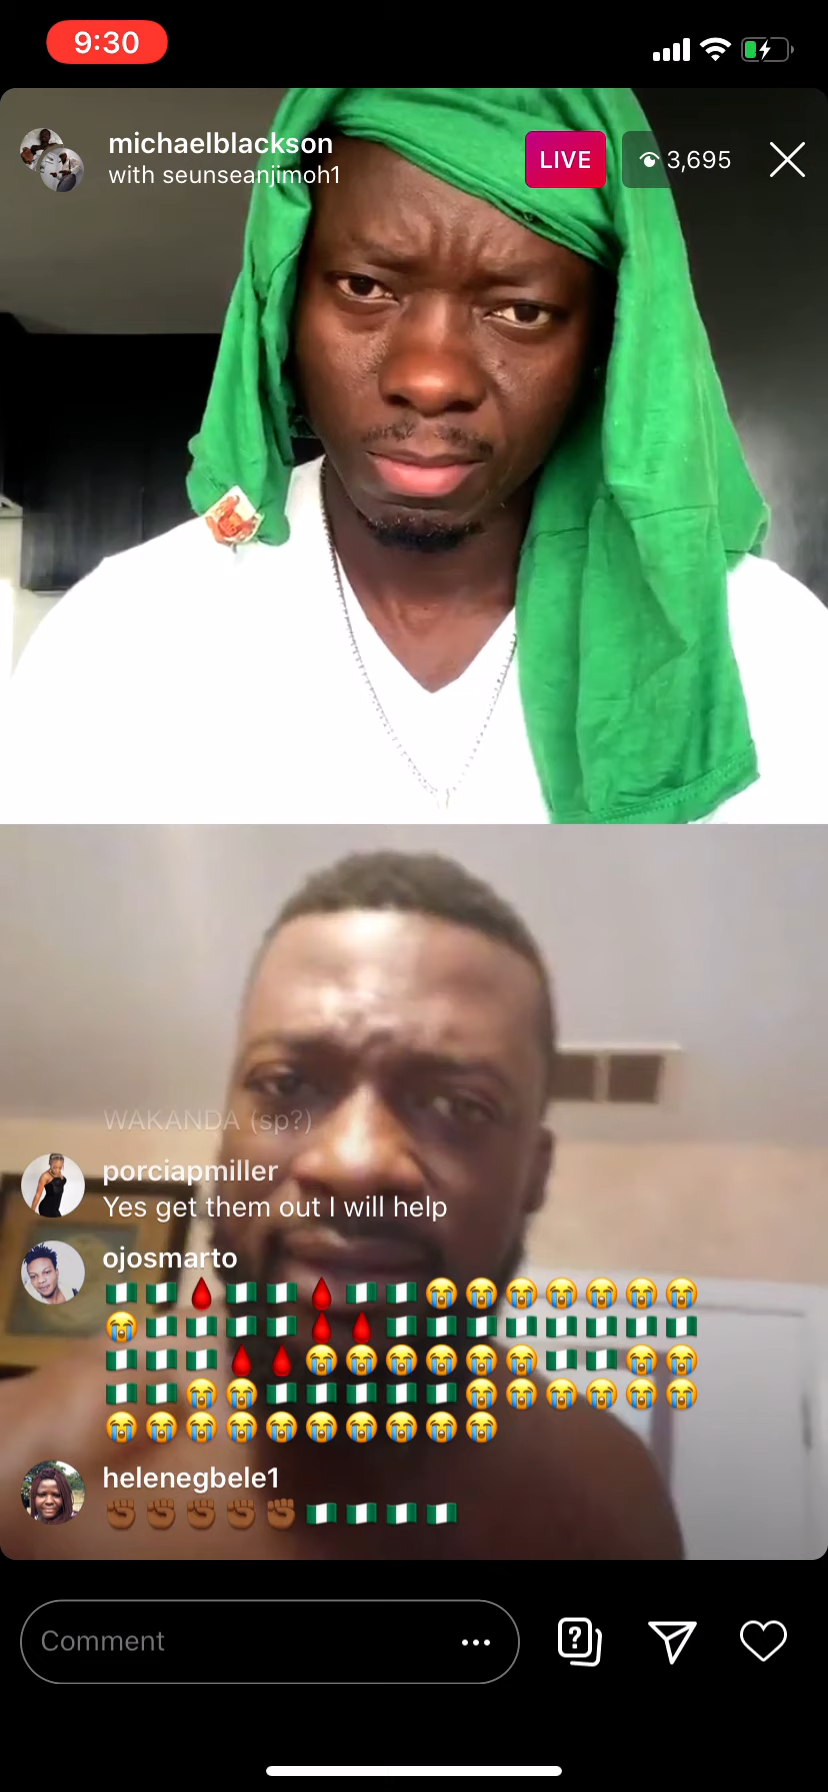 9:30
michaelblackson
with seunseanjimoh1
LIVE
3,695
WAKANDA (sp?)
porciapmiller
Yes get them out I will help
ojosmarto
🇳🇬🇳🇬🩸🇳🇬🇳🇬🩸🇳🇬🇳🇬😭😭😭😭😭😭😭
😭🇳🇬🇳🇬🇳🇬🇳🇬🩸🩸🇳🇬🇳🇬🇳🇬🇳🇬🇳🇬🇳🇬🇳🇬🇳🇬
🇳🇬🇳🇬🇳🇬🩸🩸😭😭😭😭😭😭🇳🇬🇳🇬😭😭
🇳🇬🇳🇬😭😭🇳🇬🇳🇬🇳🇬🇳🇬🇳🇬😭😭😭😭😭😭
😭😭😭😭😭😭😭😭😭😭
helenegbele1
✊🏾✊🏾✊🏾✊🏾✊🏾🇳🇬🇳🇬🇳🇬🇳🇬
Comment